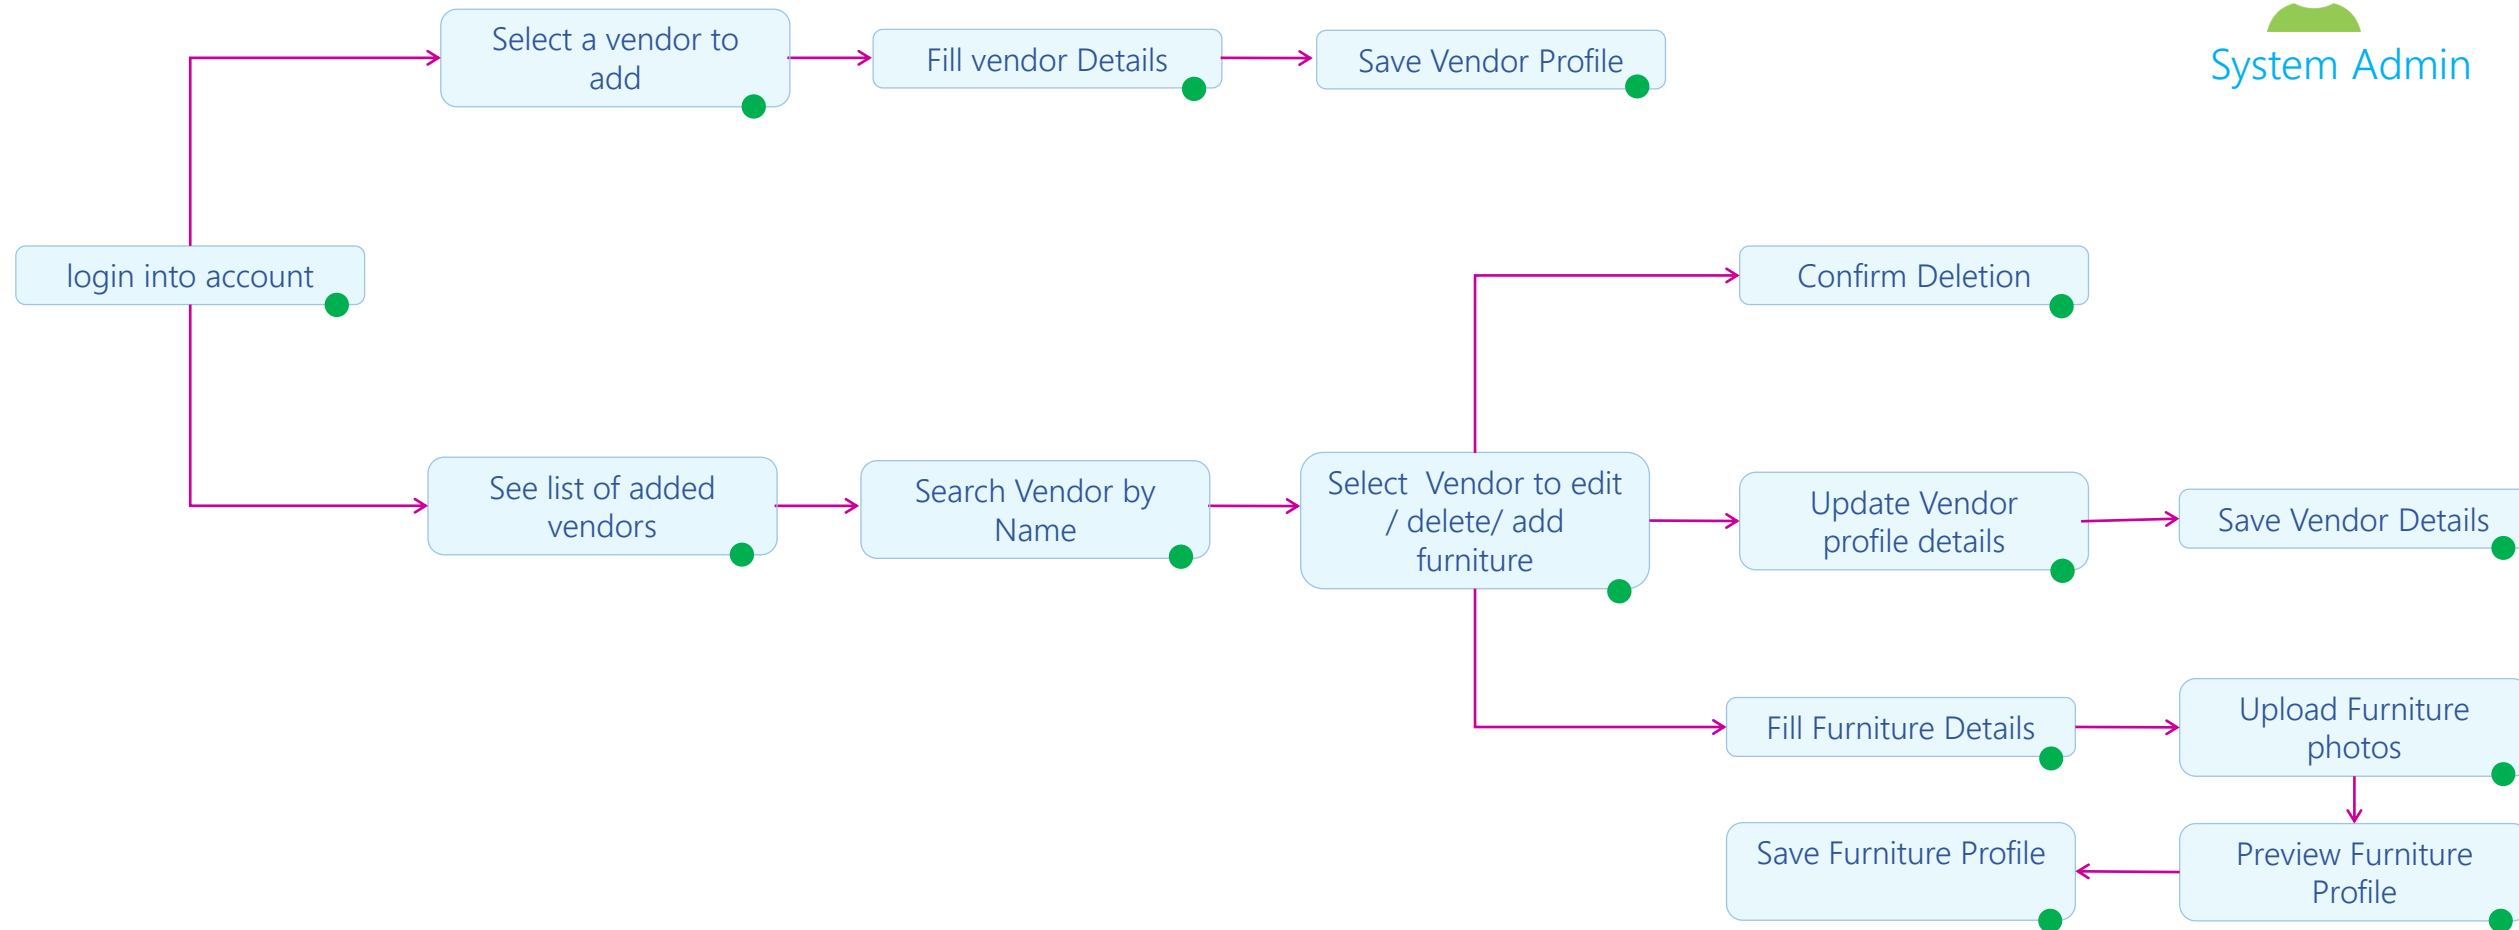 Select a vendor to
add
Fill vendor Details
Save Vendor Profile
System Admin
login into account
Confirm Deletion
See list of added
vendors
Search Vendor by
Name
Select  Vendor to edit
/ delete/ add
furniture
Update Vendor
profile details
Save Vendor Details
Fill Furniture Details
Upload Furniture
photos
Save Furniture Profile
Preview Furniture
Profile